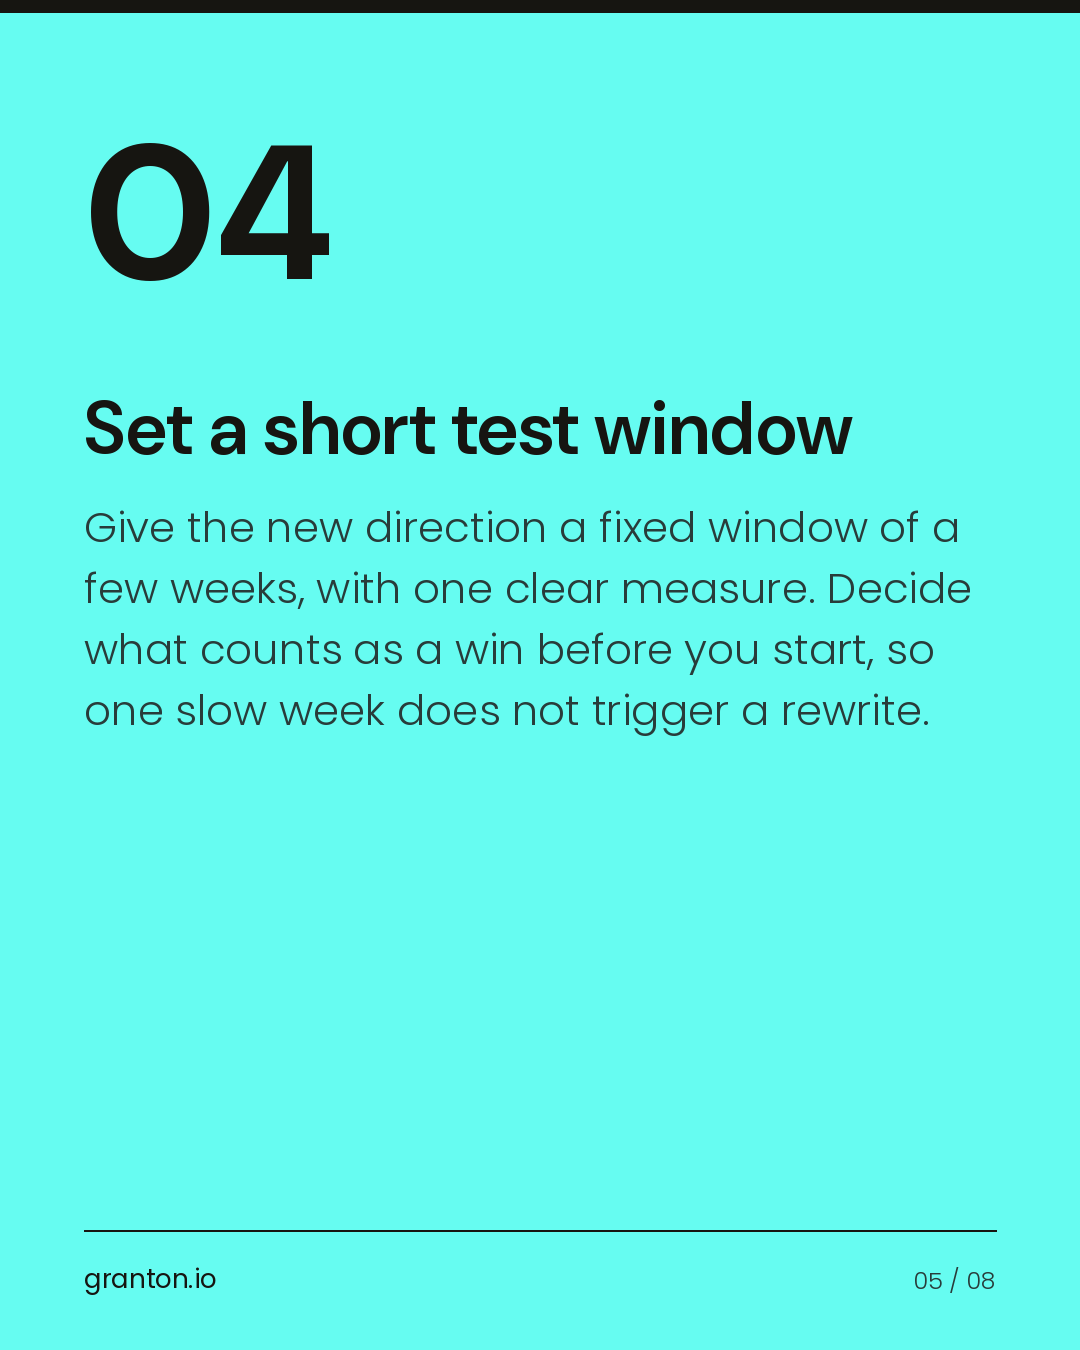 04
Set a short test window
Give the new direction a fixed window of a
few weeks, with one clear measure. Decide
what counts as a win before you start, so
one slow week does not trigger a rewrite.
granton.io
05 / 08